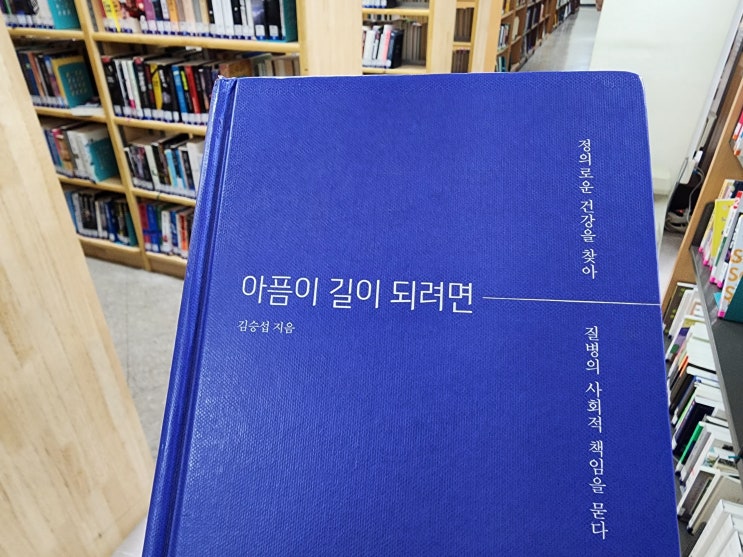 아픔이 길이 되려면
김승섭 지음
정의로운 건강을 찾아
질병의 사회적 책임을 묻다